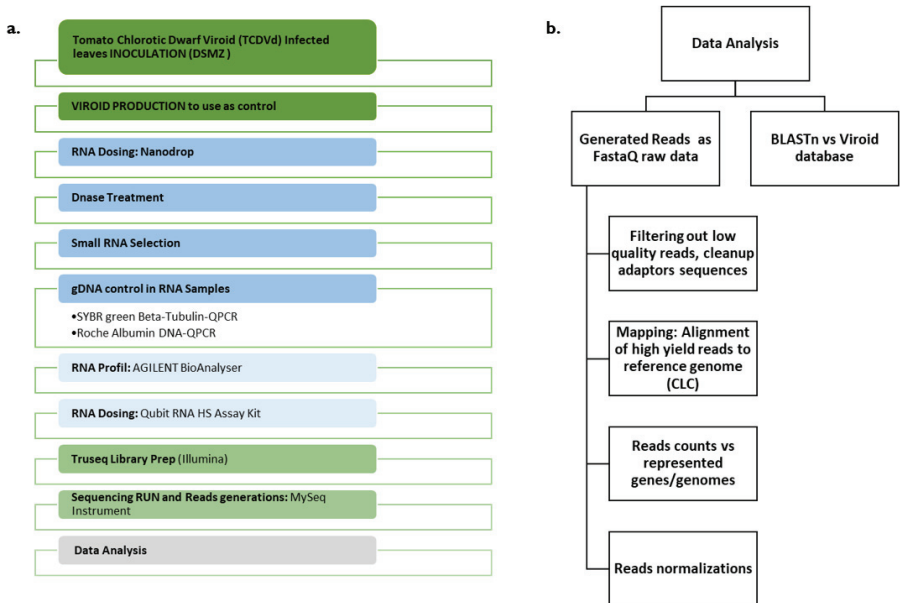 a.
Tomato Chlorotic Dwarf Viroid (TCDVd) Infected
leaves INOCULATION (DSMZ )
VIROID PRODUCTION to use as control
RNA Dosing: Nanodrop
Dnase Treatment
Small RNA Selection
gDNA control in RNA Samples
•SYBR green Beta-Tubulin-QPCR
•Roche Albumin DNA-QPCR
RNA Profil: AGILENT BioAnalyser
RNA Dosing: Qubit RNA HS Assay Kit
Truseq Library Prep (Illumina)
Sequencing RUN and Reads generations: MySeq
Instrument
Data Analysis
b.
Data Analysis
Generated Reads as
FastaQ raw data
BLASTn vs Viroid
database
Filtering out low
quality reads, cleanup
adaptors sequences
Mapping: Alignment
of high yield reads to
reference genome
(CLC)
Reads counts vs
represented
genes/genomes
Reads normalizations